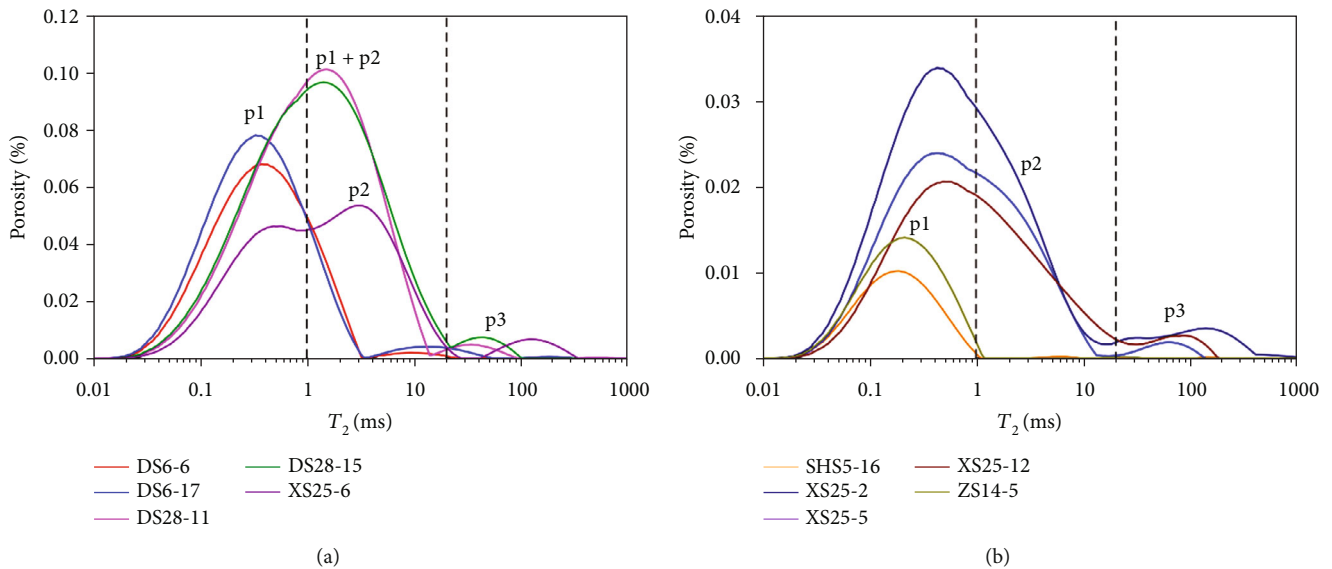 0.12
0.10
0.08
0.06
0.04
0.02
0.00
Porosity (%)
p1
p1 + p2
p2
p3
0.01 0.1 1 10 100 1000
T₂ (ms)
DS6-6 DS28-15
DS6-17 XS25-6
DS28-11
(a)
0.04
0.03
0.02
0.01
0.00
Porosity (%)
p1
p2
p3
0.01 0.1 1 10 100 1000
T₂ (ms)
SHS5-16 XS25-12
XS25-2 ZS14-5
XS25-5
(b)